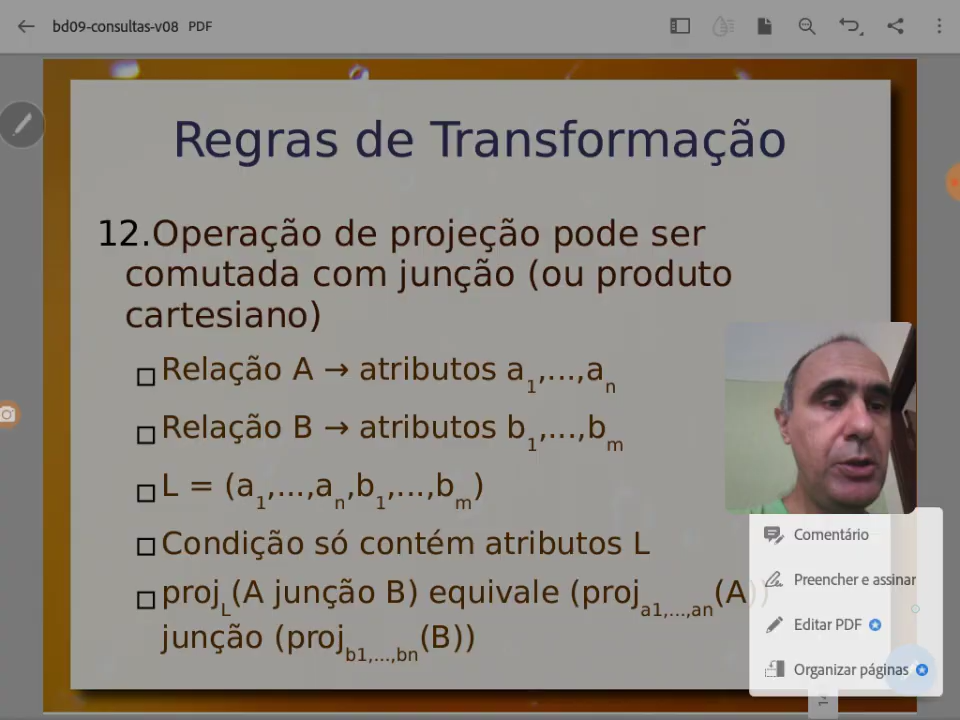 bd09-consultas-v08 PDF
Regras de Transformação
12.Operação de projeção pode ser
comutada com junção (ou produto
cartesiano)
Relação A → atributos a1,...,an
Relação B → atributos b1,...,bm
L = (a1,...,an,b1,...,bm)
Condição só contém atributos L
projL(A junção B) equivale (proja1,...,an(A))
junção (projb1,...,bn(B))
Comentário
Preencher e assinar
Editar PDF
Organizar páginas